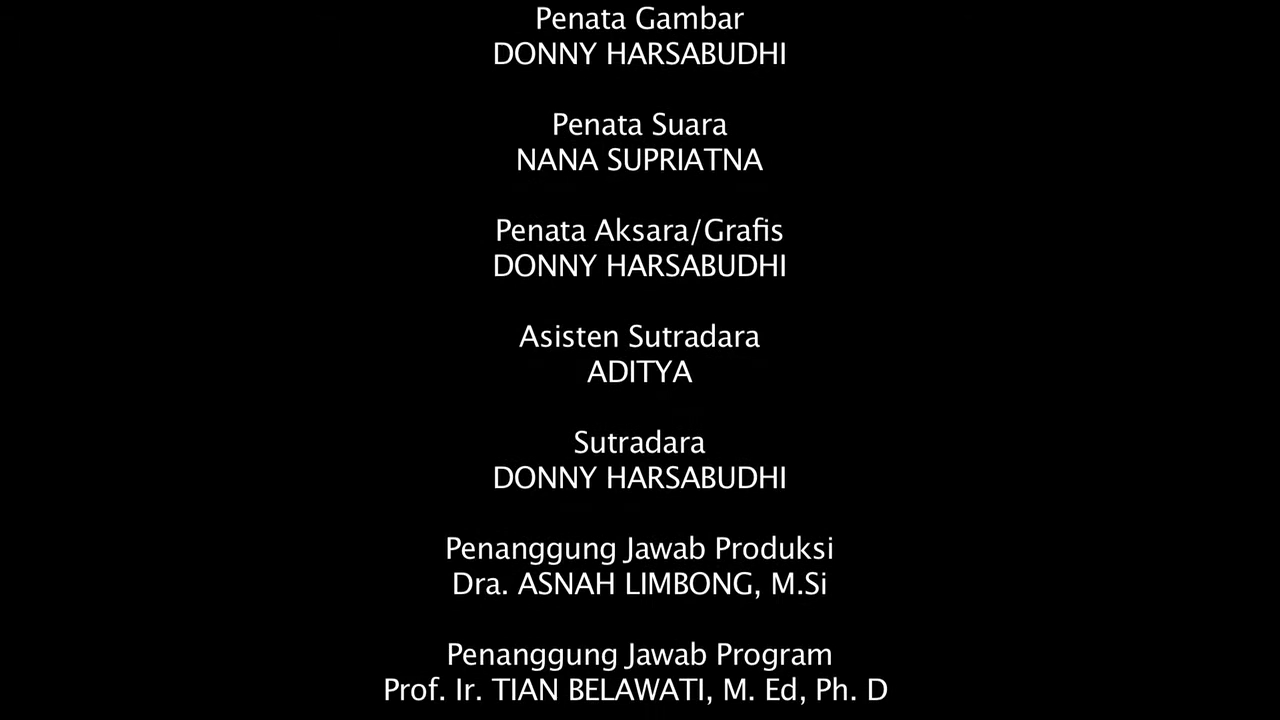 Penata Gambar
DONNY HARSABUDHI
Penata Suara
NANA SUPRIATNA
Penata Aksara/Grafis
DONNY HARSABUDHI
Asisten Sutradara
ADITYA
Sutradara
DONNY HARSABUDHI
Penanggung Jawab Produksi
Dra. ASNAH LIMBONG, M.Si
Penanggung Jawab Program
Prof. Ir. TIAN BELAWATI, M. Ed, Ph. D